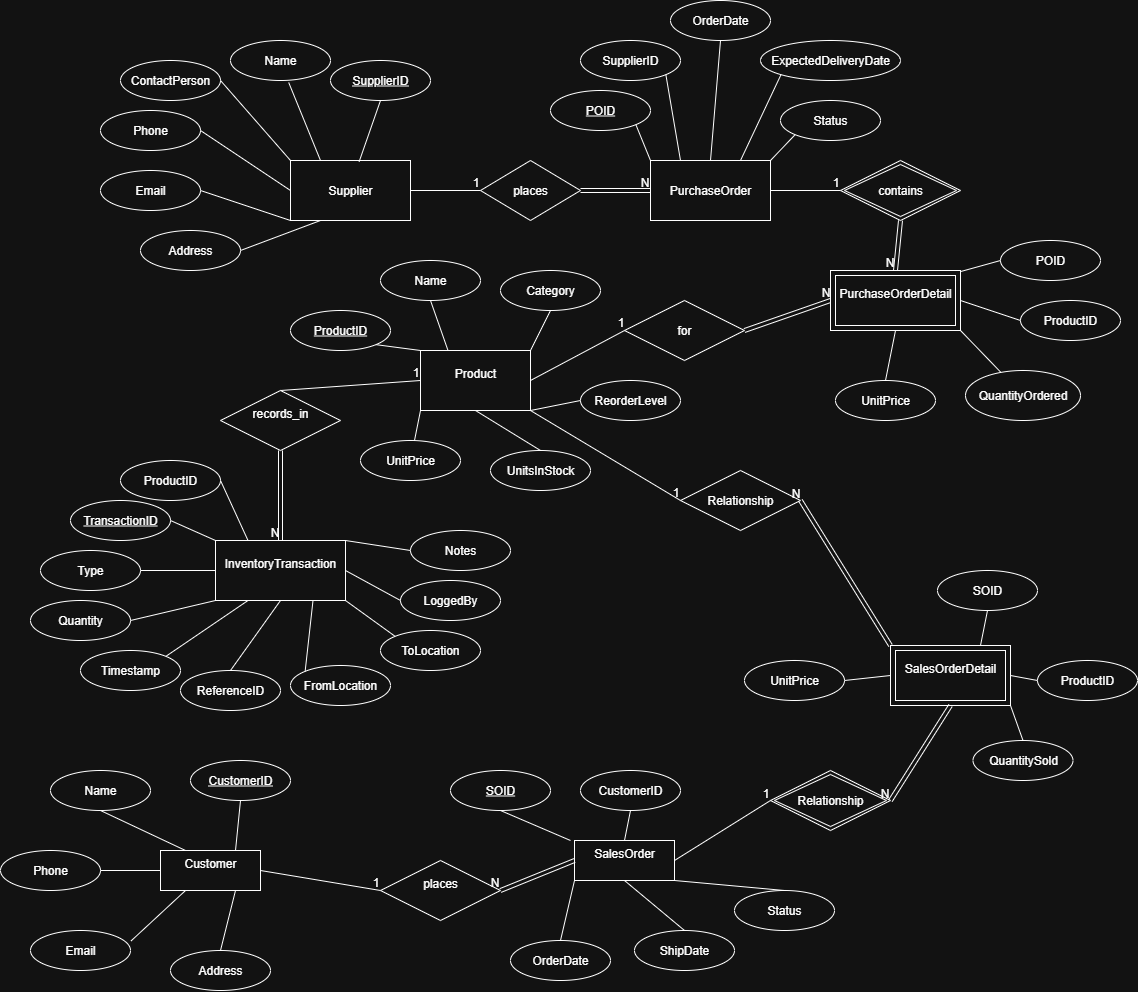 OrderDate
Name
SupplierID
ExpectedDeliveryDate
ContactPerson
SupplierID
POID
Status
Phone
Email
Supplier
1
places
N
PurchaseOrder
1
contains
Address
N
POID
Name
Category
N
PurchaseOrderDetail
ProductID
1
for
ProductID
1
Product
ReorderLevel
UnitPrice
QuantityOrdered
records_in
UnitPrice
UnitsInStock
ProductID
1
Relationship
N
TransactionID
N
InventoryTransaction
Notes
Type
LoggedBy
SOID
Quantity
ToLocation
Timestamp
ReferenceID
FromLocation
SalesOrderDetail
UnitPrice
ProductID
QuantitySold
Name
CustomerID
SOID
CustomerID
1
Relationship
N
Customer
SalesOrder
Phone
1
places
N
Status
Email
Address
OrderDate
ShipDate